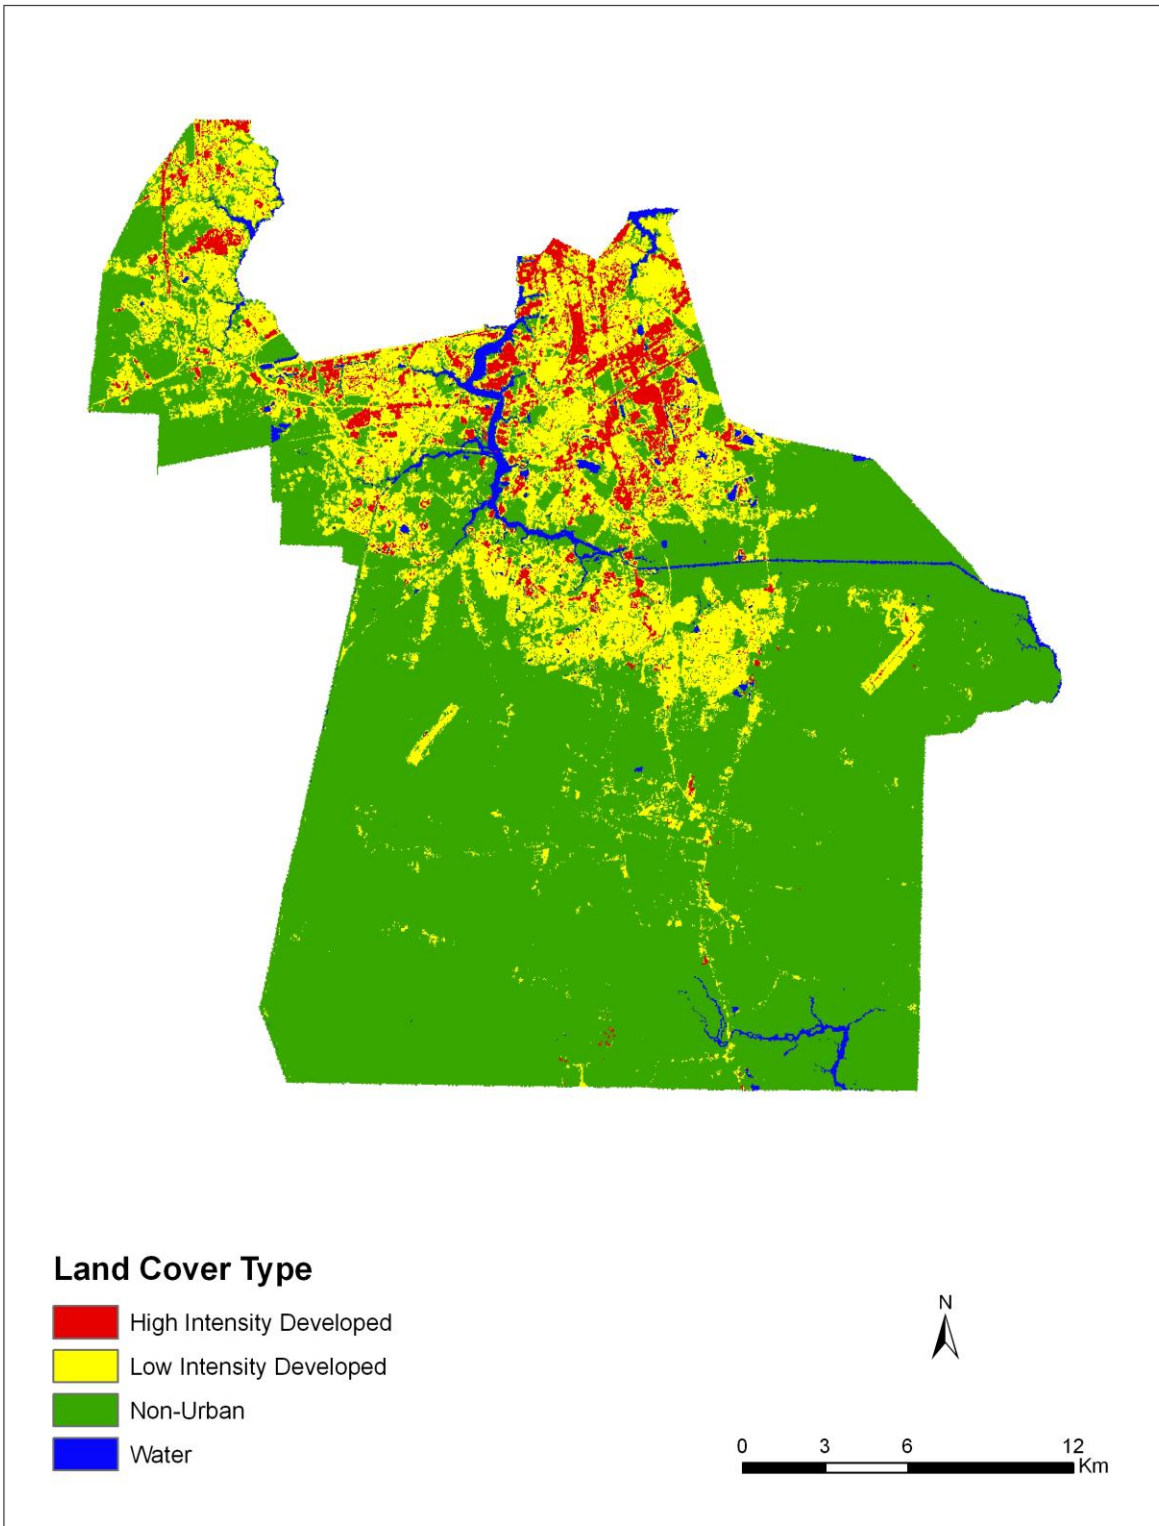 Land Cover Type
High Intensity Developed
Low Intensity Developed
Non-Urban
Water
N
0 3 6 12
Km